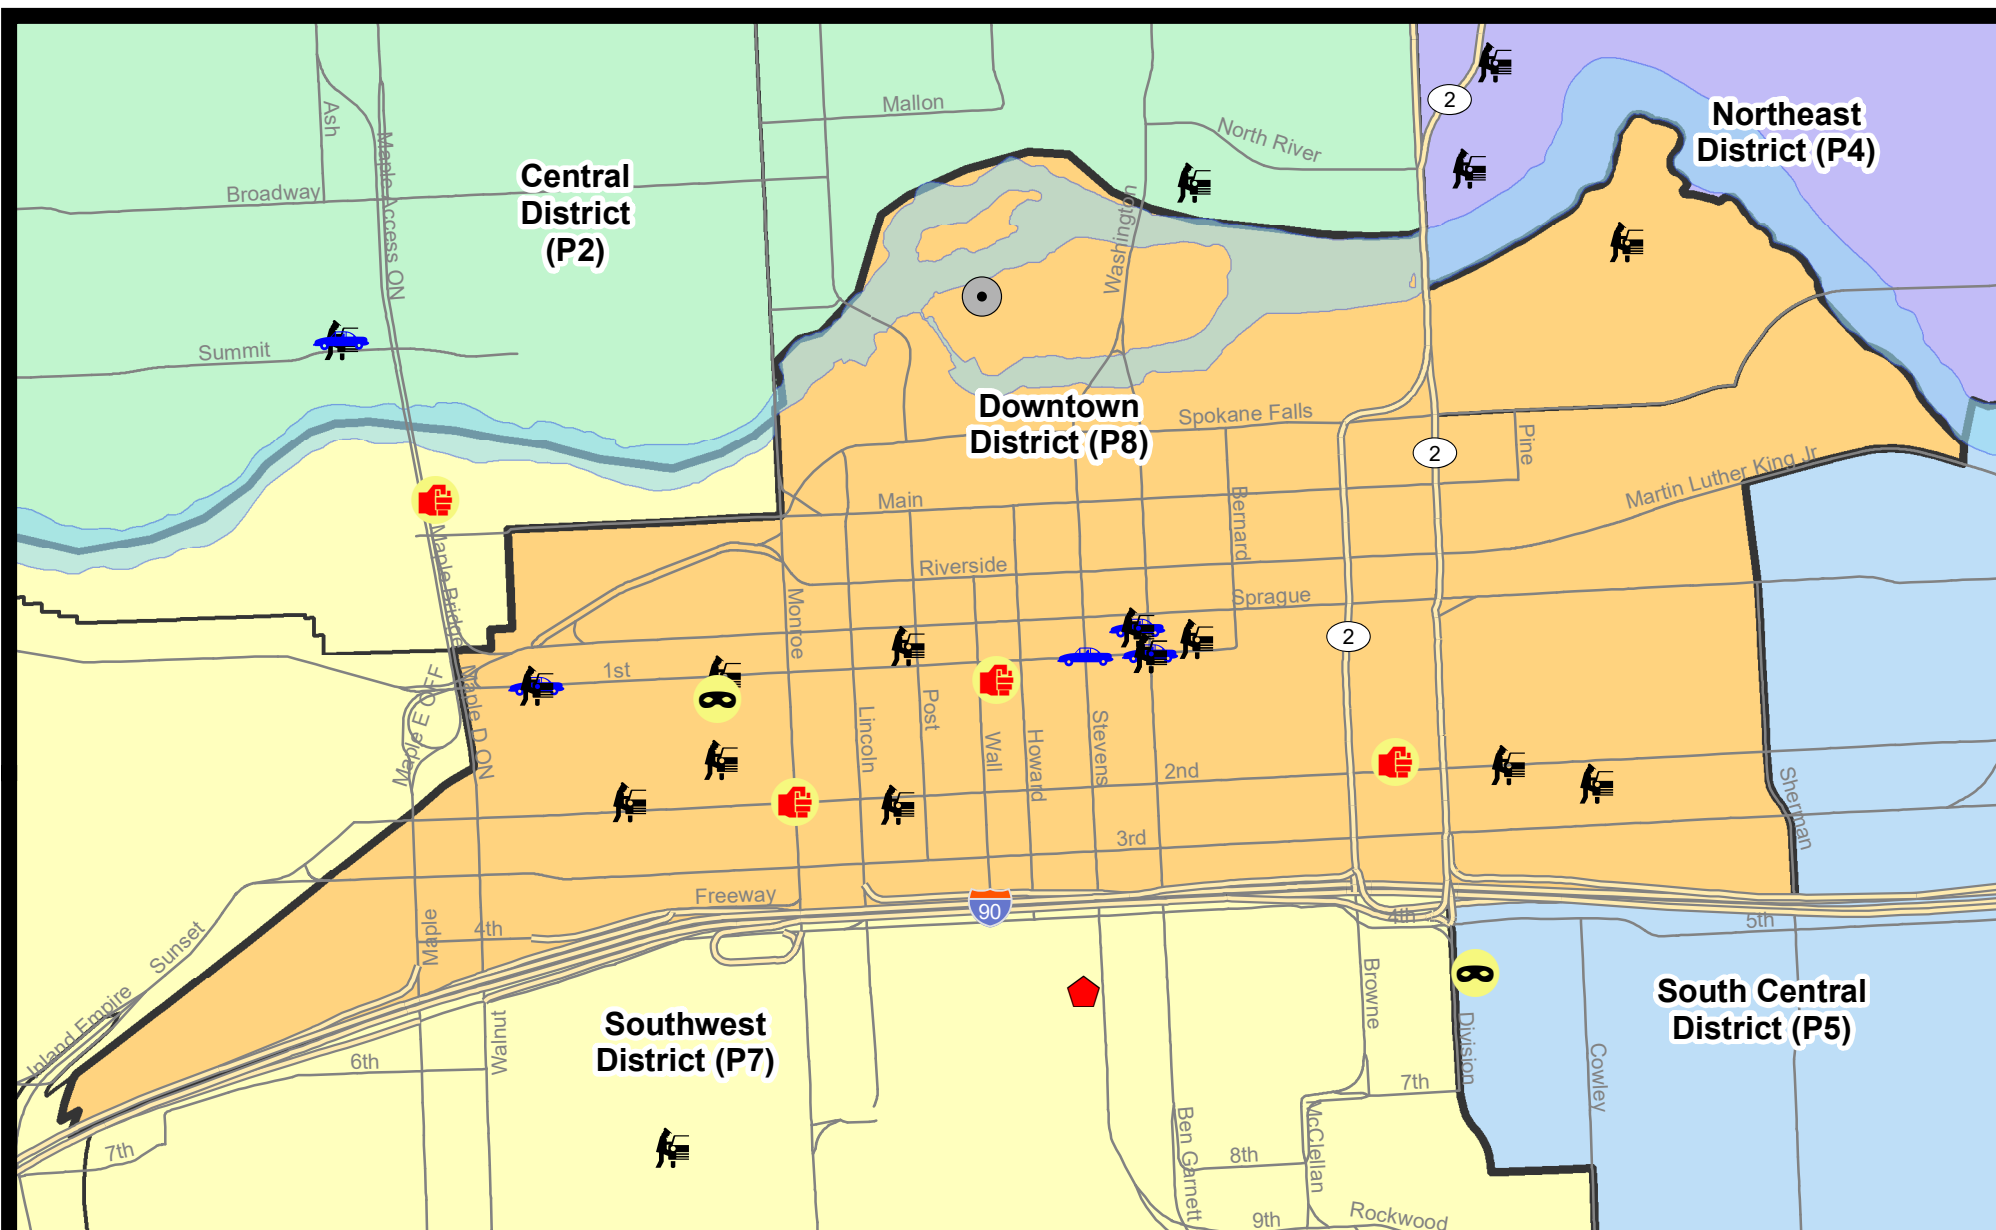 2
Northeast
District (P4)
Mallon
Ash
North River
Maple Access ON
Central
District
(P2)
Broadway
Washington
Summit
Downtown
District (P8)
Spokane Falls
Pine
2
Martin Luther King Jr
Main
Bernard
Maple Bridge
Riverside
Sprague
Monroe
2
1st
Maple E OFF
Maple D ON
Lincoln
Post
Wall
Howard
Stevens
2nd
Sherman
3rd
Freeway
90
4th
4th
5th
Maple
Sunset
Inland Empire
Browne
Division
South Central
District (P5)
Southwest
District (P7)
Walnut
6th
Cowley
7th
7th
McClellan
Ben Garnett
8th
9th
Rockwood